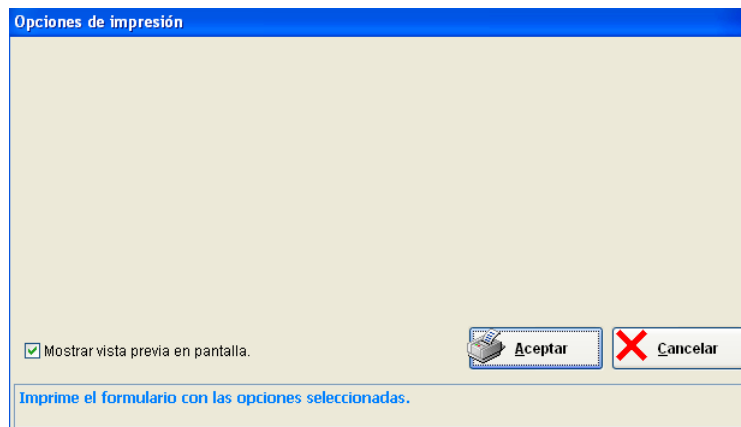 Opciones de impresión
Mostrar vista previa en pantalla.
Aceptar
Cancelar
Imprime el formulario con las opciones seleccionadas.